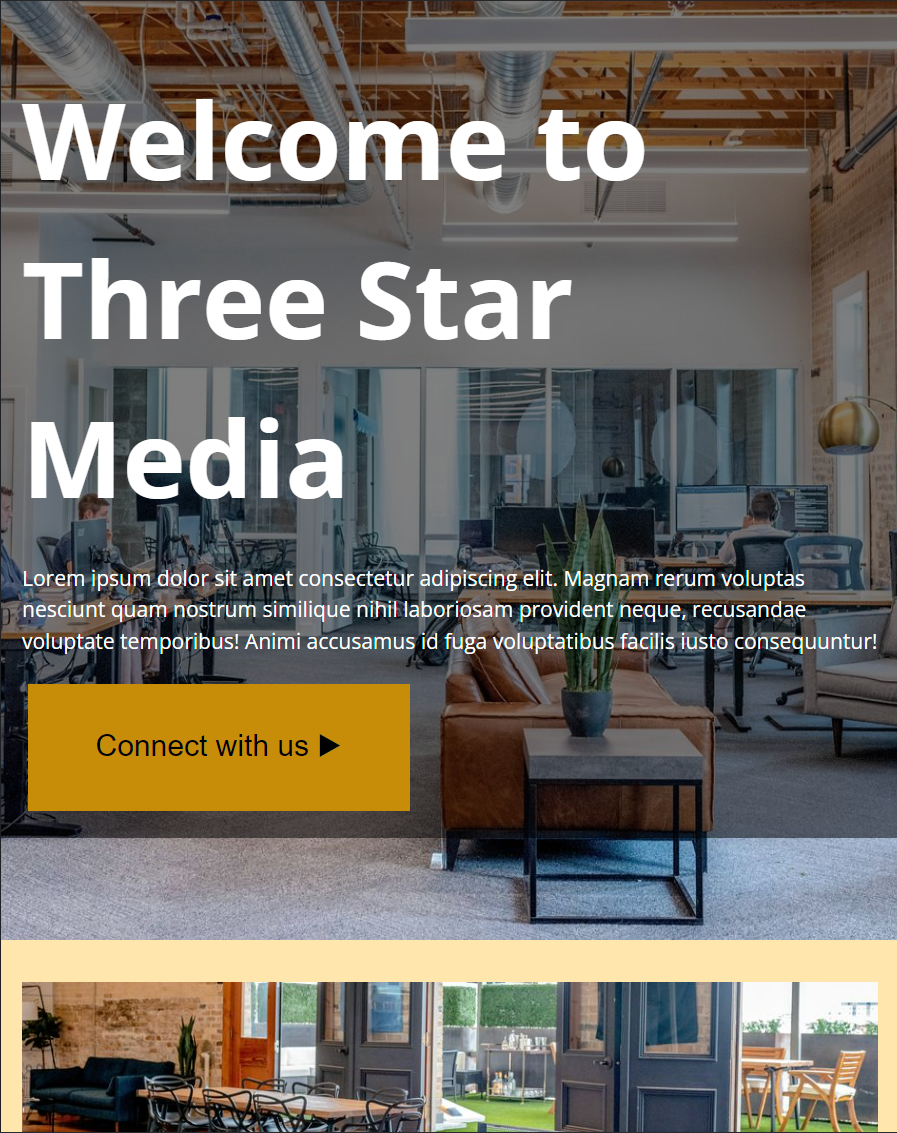 Welcome to
Three Star
Media
Lorem ipsum dolor sit amet consectetur adipiscing elit. Magnam rerum voluptas
nesciunt quam nostrum similique nihil laboriosam provident neque, recusandae
voluptate temporibus! Animi accusamus id fuga voluptatibus facilis iusto consequuntur!
Connect with us ▶